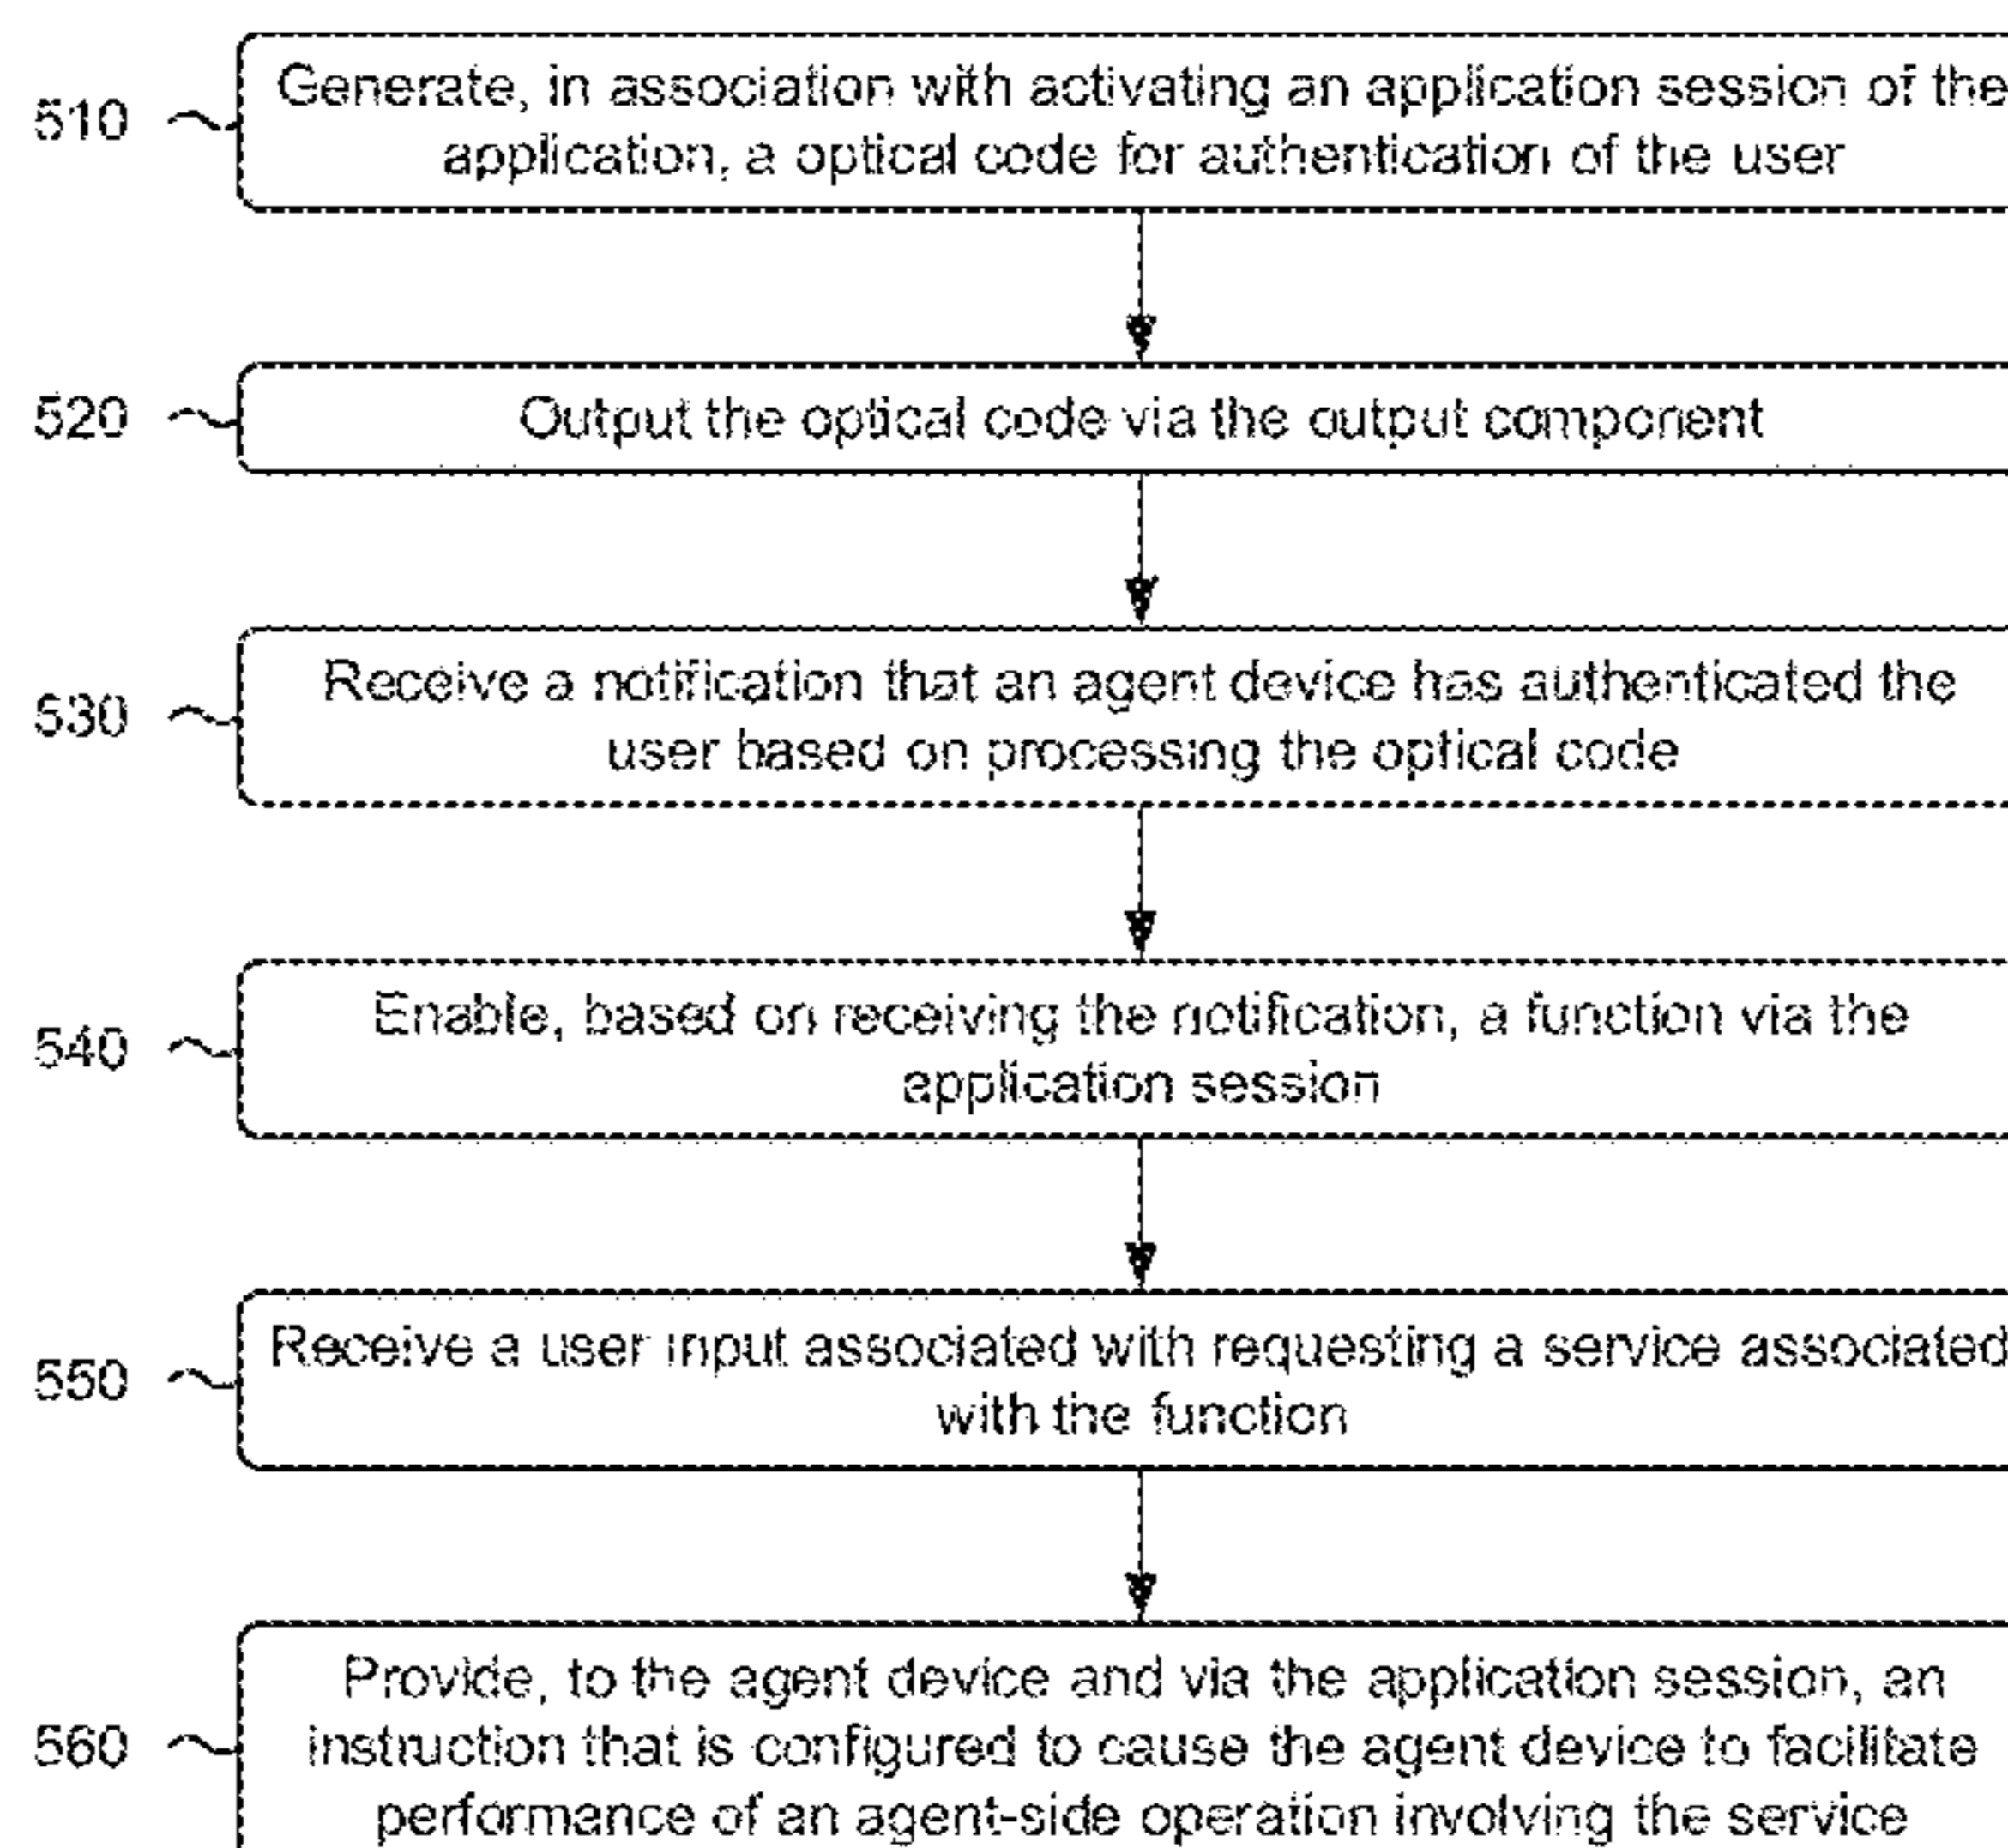 510
Generate, in association with activating an application session of the
application, a optical code for authentication of the user
520
Output the optical code via the output component
530
Receive a notification that an agent device has authenticated the
user based on processing the optical code
540
Enable, based on receiving the notification, a function via the
application session
550
Receive a user input associated with requesting a service associated
with the function
560
Provide, to the agent device and via the application session, an
instruction that is configured to cause the agent device to facilitate
performance of an agent-side operation involving the service